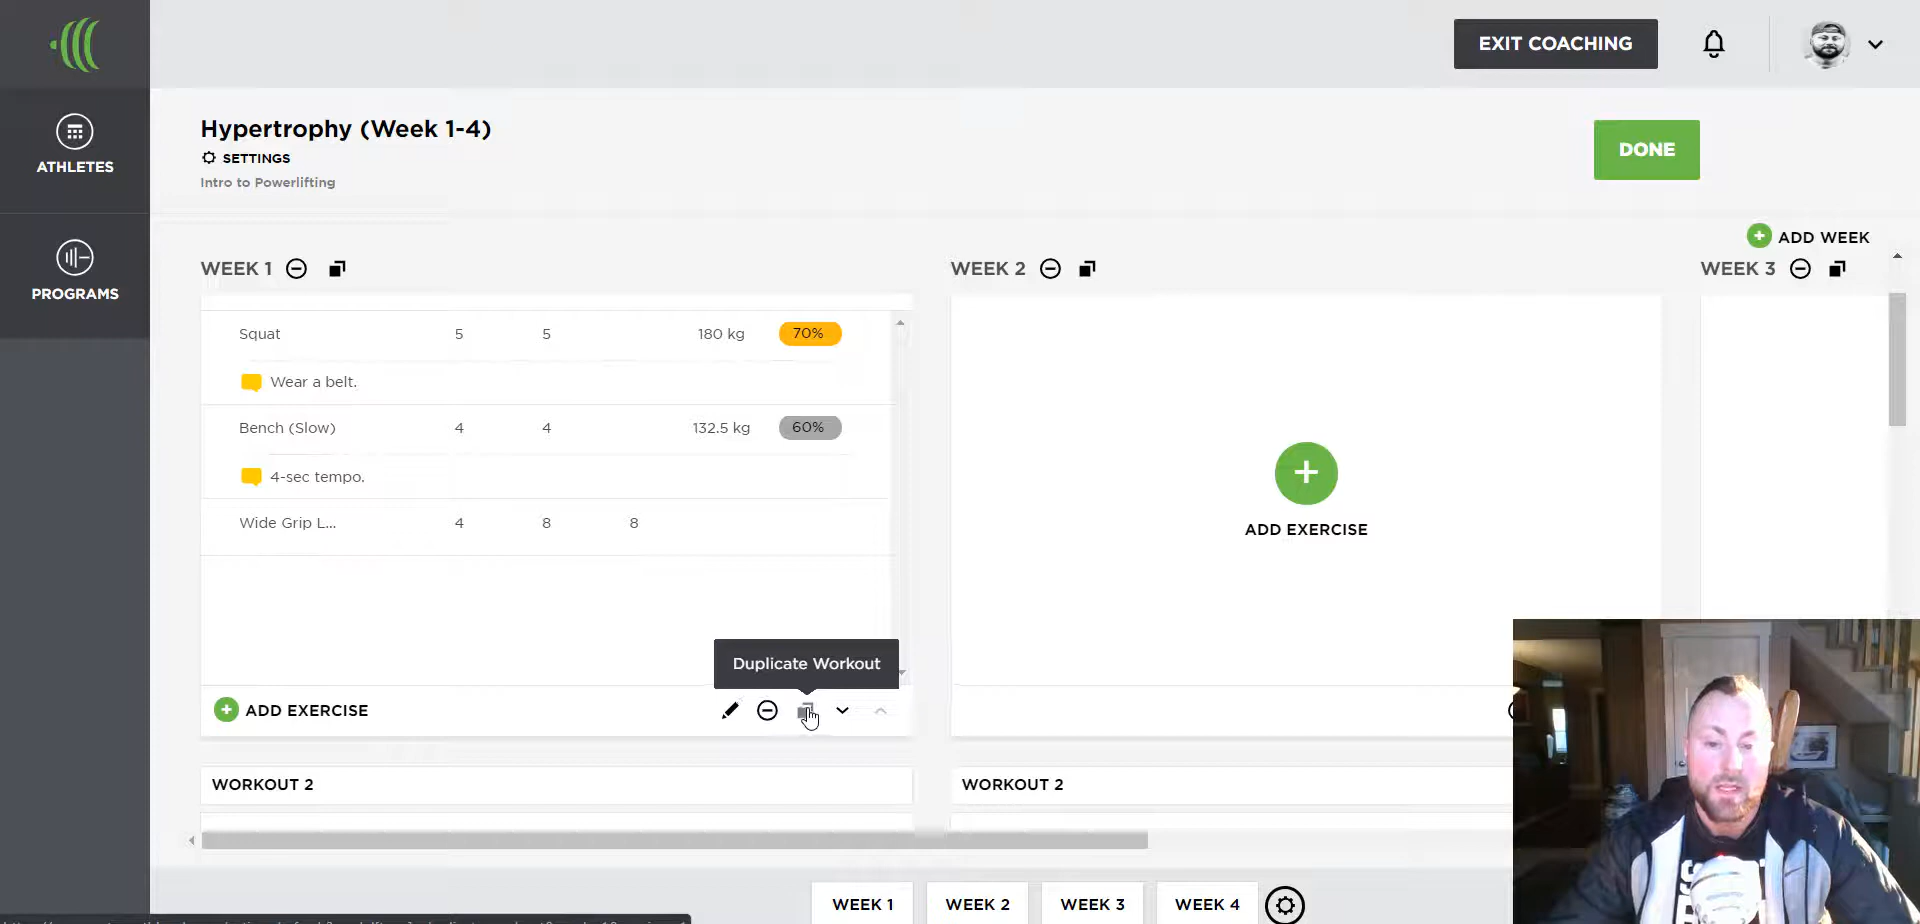 EXIT COACHING
ATHLETES
PROGRAMS
Hypertrophy (Week 1-4)
SETTINGS
Intro to Powerlifting
DONE
ADD WEEK
WEEK 1
WEEK 2
WEEK 3
Squat 5 5 180 kg 70%
Wear a belt.
Bench (Slow) 4 4 132.5 kg 60%
4-sec tempo.
Wide Grip L... 4 8 8
ADD EXERCISE
Duplicate Workout
ADD EXERCISE
WORKOUT 2
WORKOUT 2
WEEK 1
WEEK 2
WEEK 3
WEEK 4